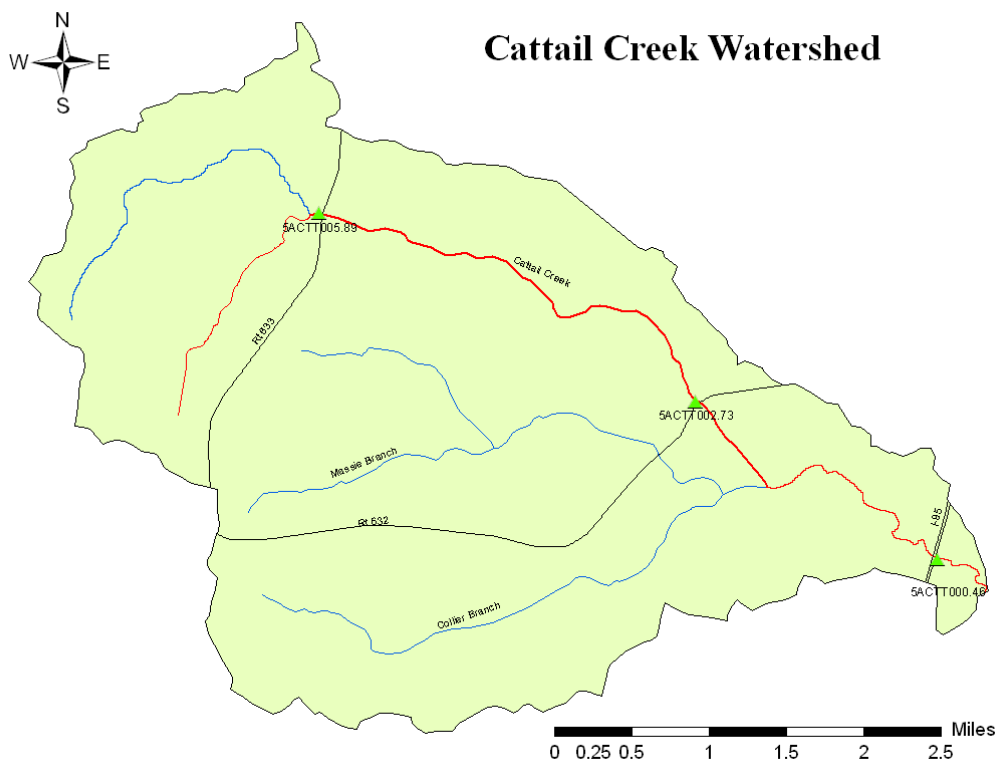 N
Cattail Creek Watershed
W E
S
5ACTT005.89
Cattail Creek
Rt 633
5ACTT002.73
Massie Branch
I-95
Rt 632
5ACTT000.46
Collier Branch
Miles
0 0.25 0.5 1 1.5 2 2.5